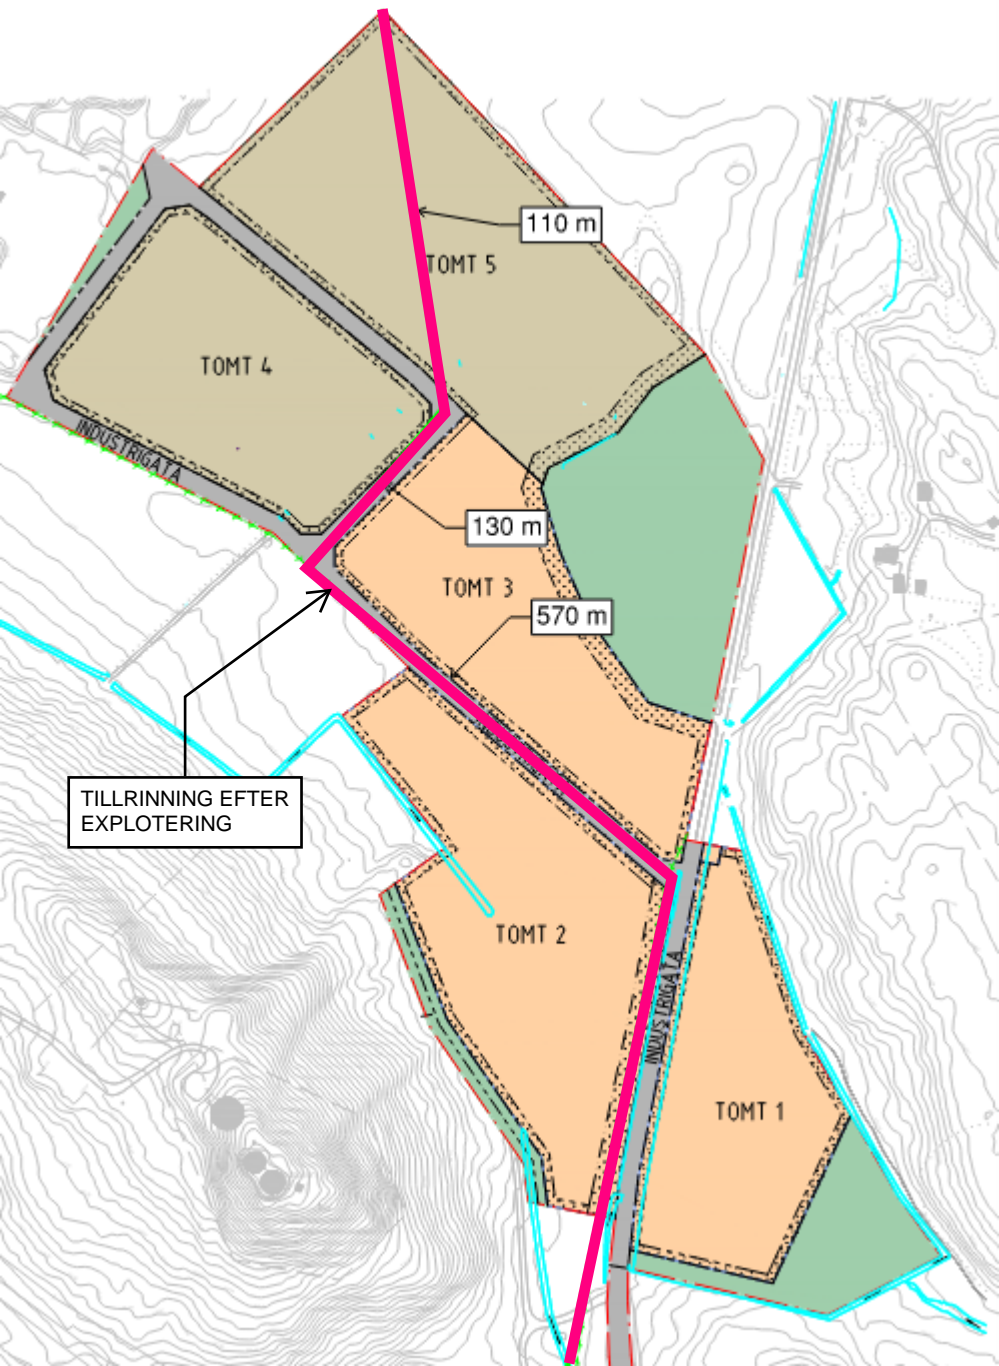 110 m
TOMT 5
TOMT 4
INDUSTRIGATA
130 m
TOMT 3
570 m
TILLRINNING EFTER
EXPLOTERING
TOMT 2
INDUSTRIGATA
TOMT 1